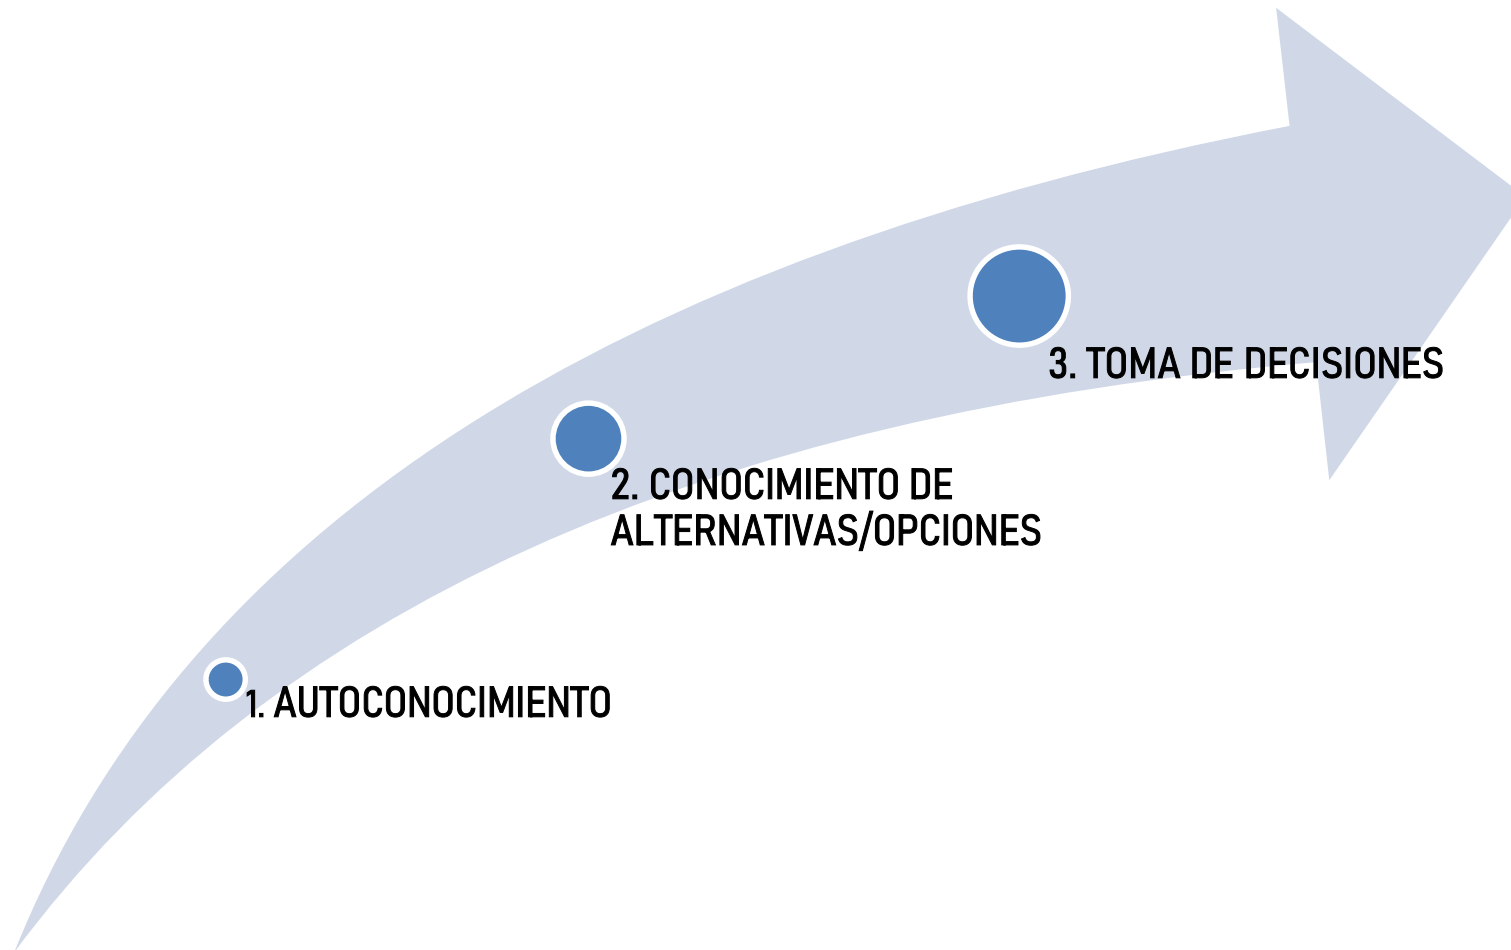 3. TOMA DE DECISIONES
2. CONOCIMIENTO DE
ALTERNATIVAS/OPCIONES
1. AUTOCONOCIMIENTO